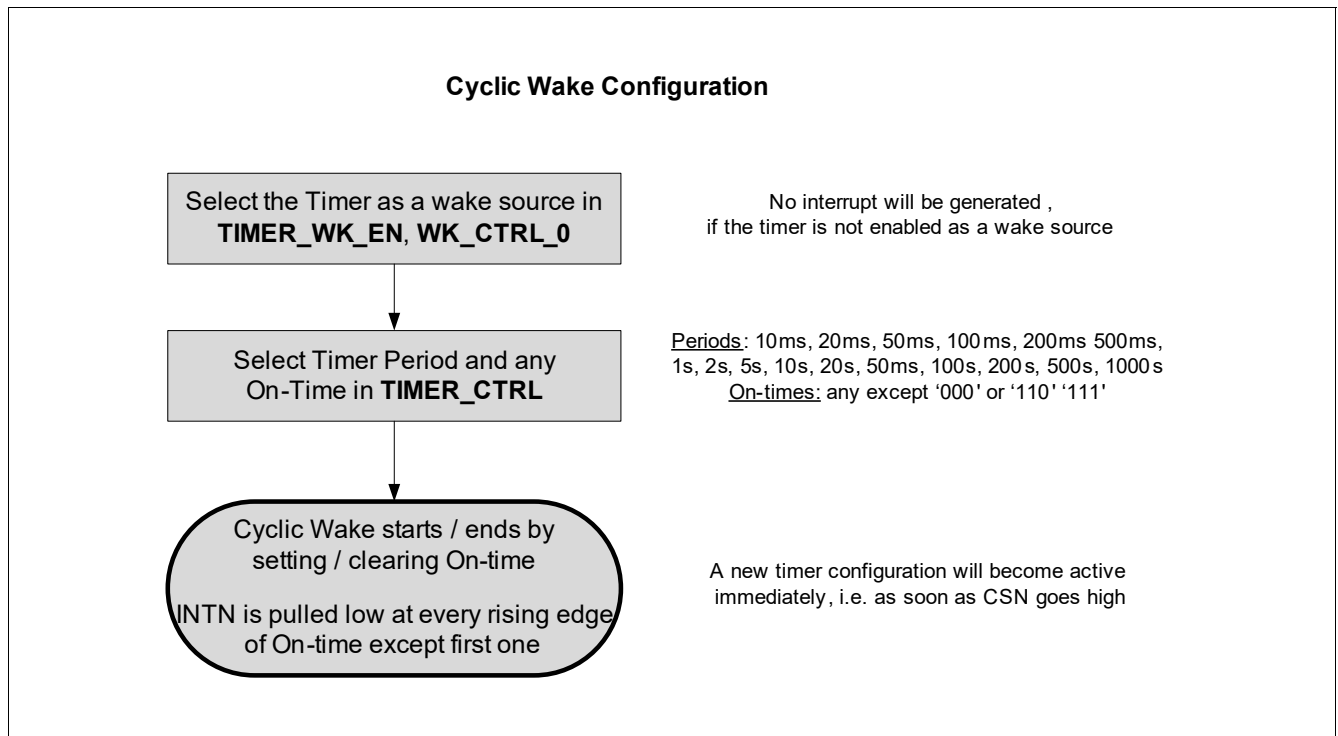 Cyclic Wake Configuration
Select the Timer as a wake source in
TIMER_WK_EN, WK_CTRL_0
No interrupt will be generated ,
if the timer is not enabled as a wake source
Select Timer Period and any
On-Time in TIMER_CTRL
Periods: 10ms, 20ms, 50ms, 100ms, 200ms 500ms,
1s, 2s, 5s, 10s, 20s, 50ms, 100s, 200s, 500s, 1000s
On-times: any except ‘000' or ‘110' ‘111'
Cyclic Wake starts / ends by
setting / clearing On-time
INTN is pulled low at every rising edge
of On-time except first one
A new timer configuration will become active
immediately, i.e. as soon as CSN goes high